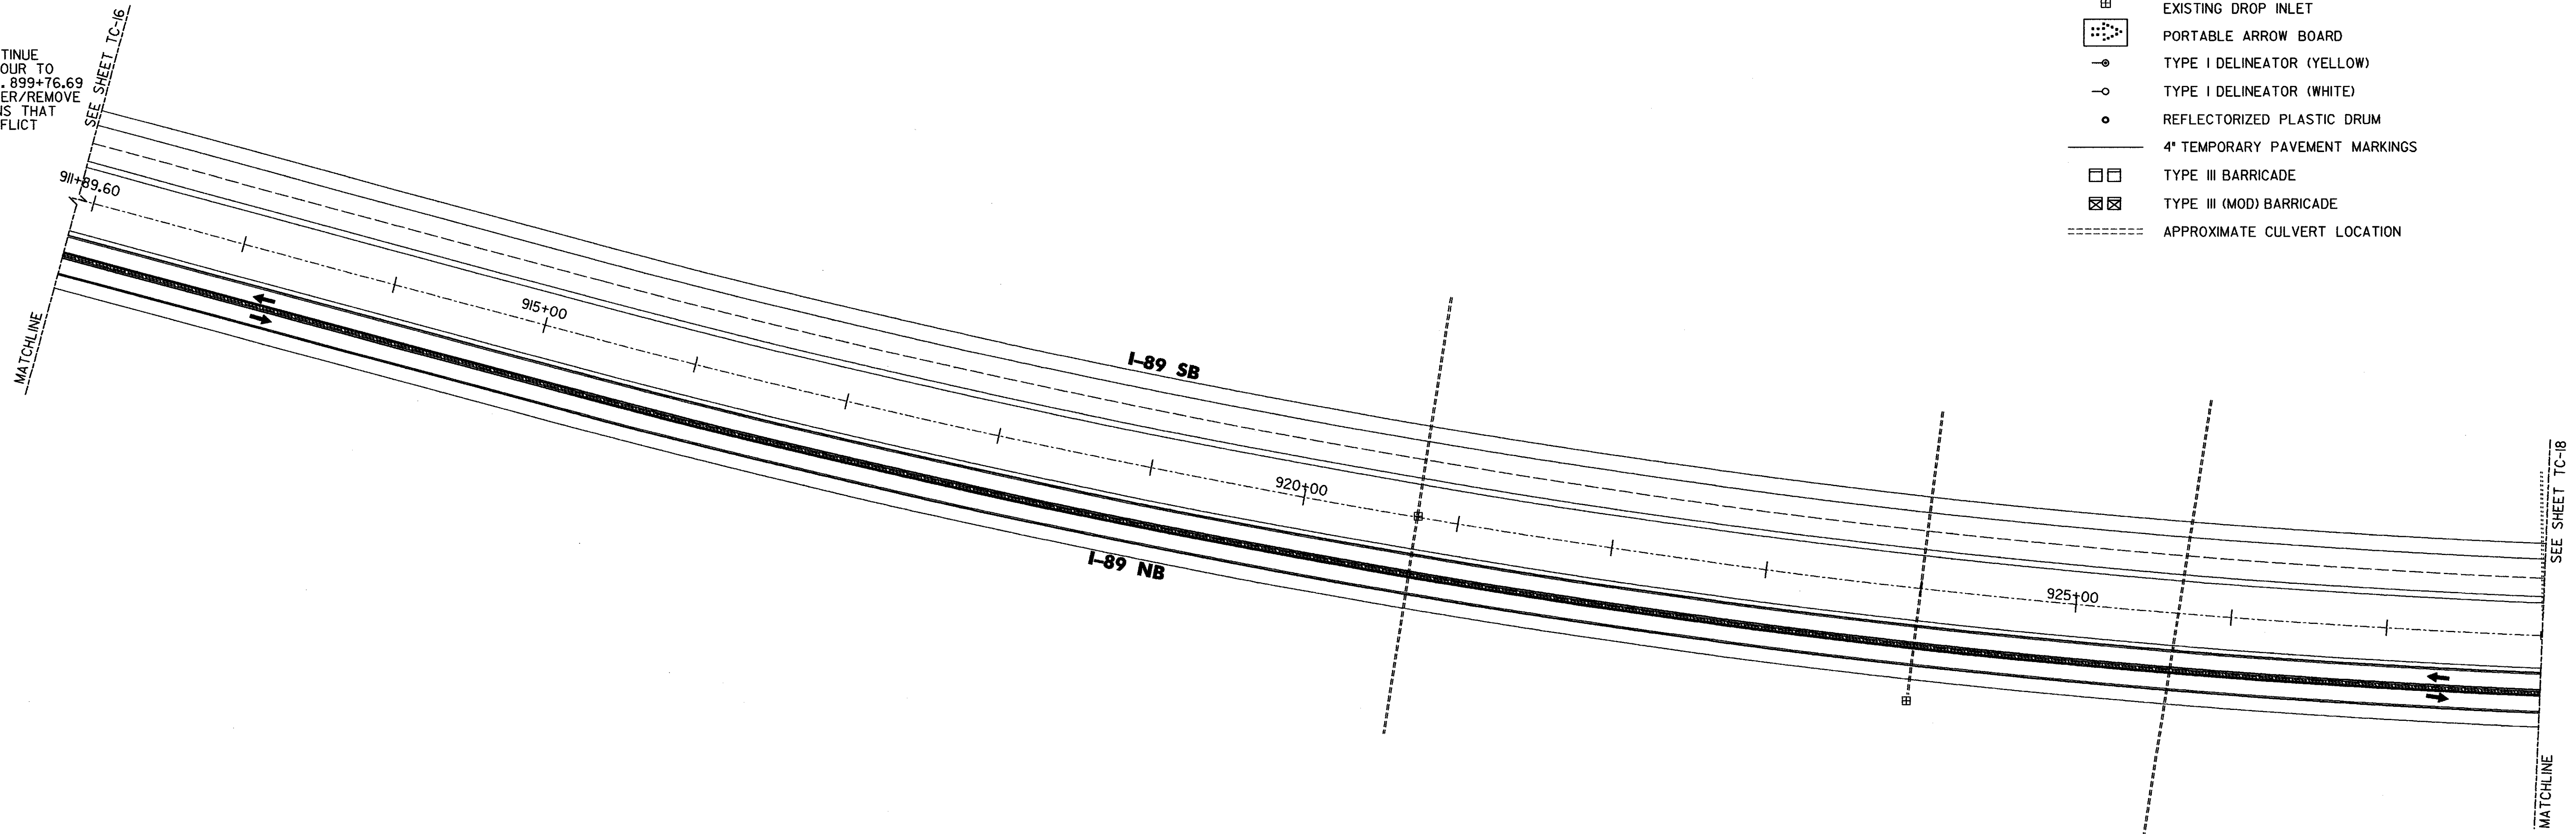 TINUE
OUR TO
. 899+76.69
ER/REMOVE
NS THAT
FLICT
SEE SHEET TC-16
911+89.60
MATCHLINE
915+00
I-89 SB
920+00
I-89 NB
925+00
SEE SHEET TC-18
MATCHLINE
EXISTING DROP INLET
PORTABLE ARROW BOARD
TYPE I DELINEATOR (YELLOW)
TYPE I DELINEATOR (WHITE)
REFLECTORIZED PLASTIC DRUM
4" TEMPORARY PAVEMENT MARKINGS
TYPE III BARRICADE
TYPE III (MOD) BARRICADE
APPROXIMATE CULVERT LOCATION